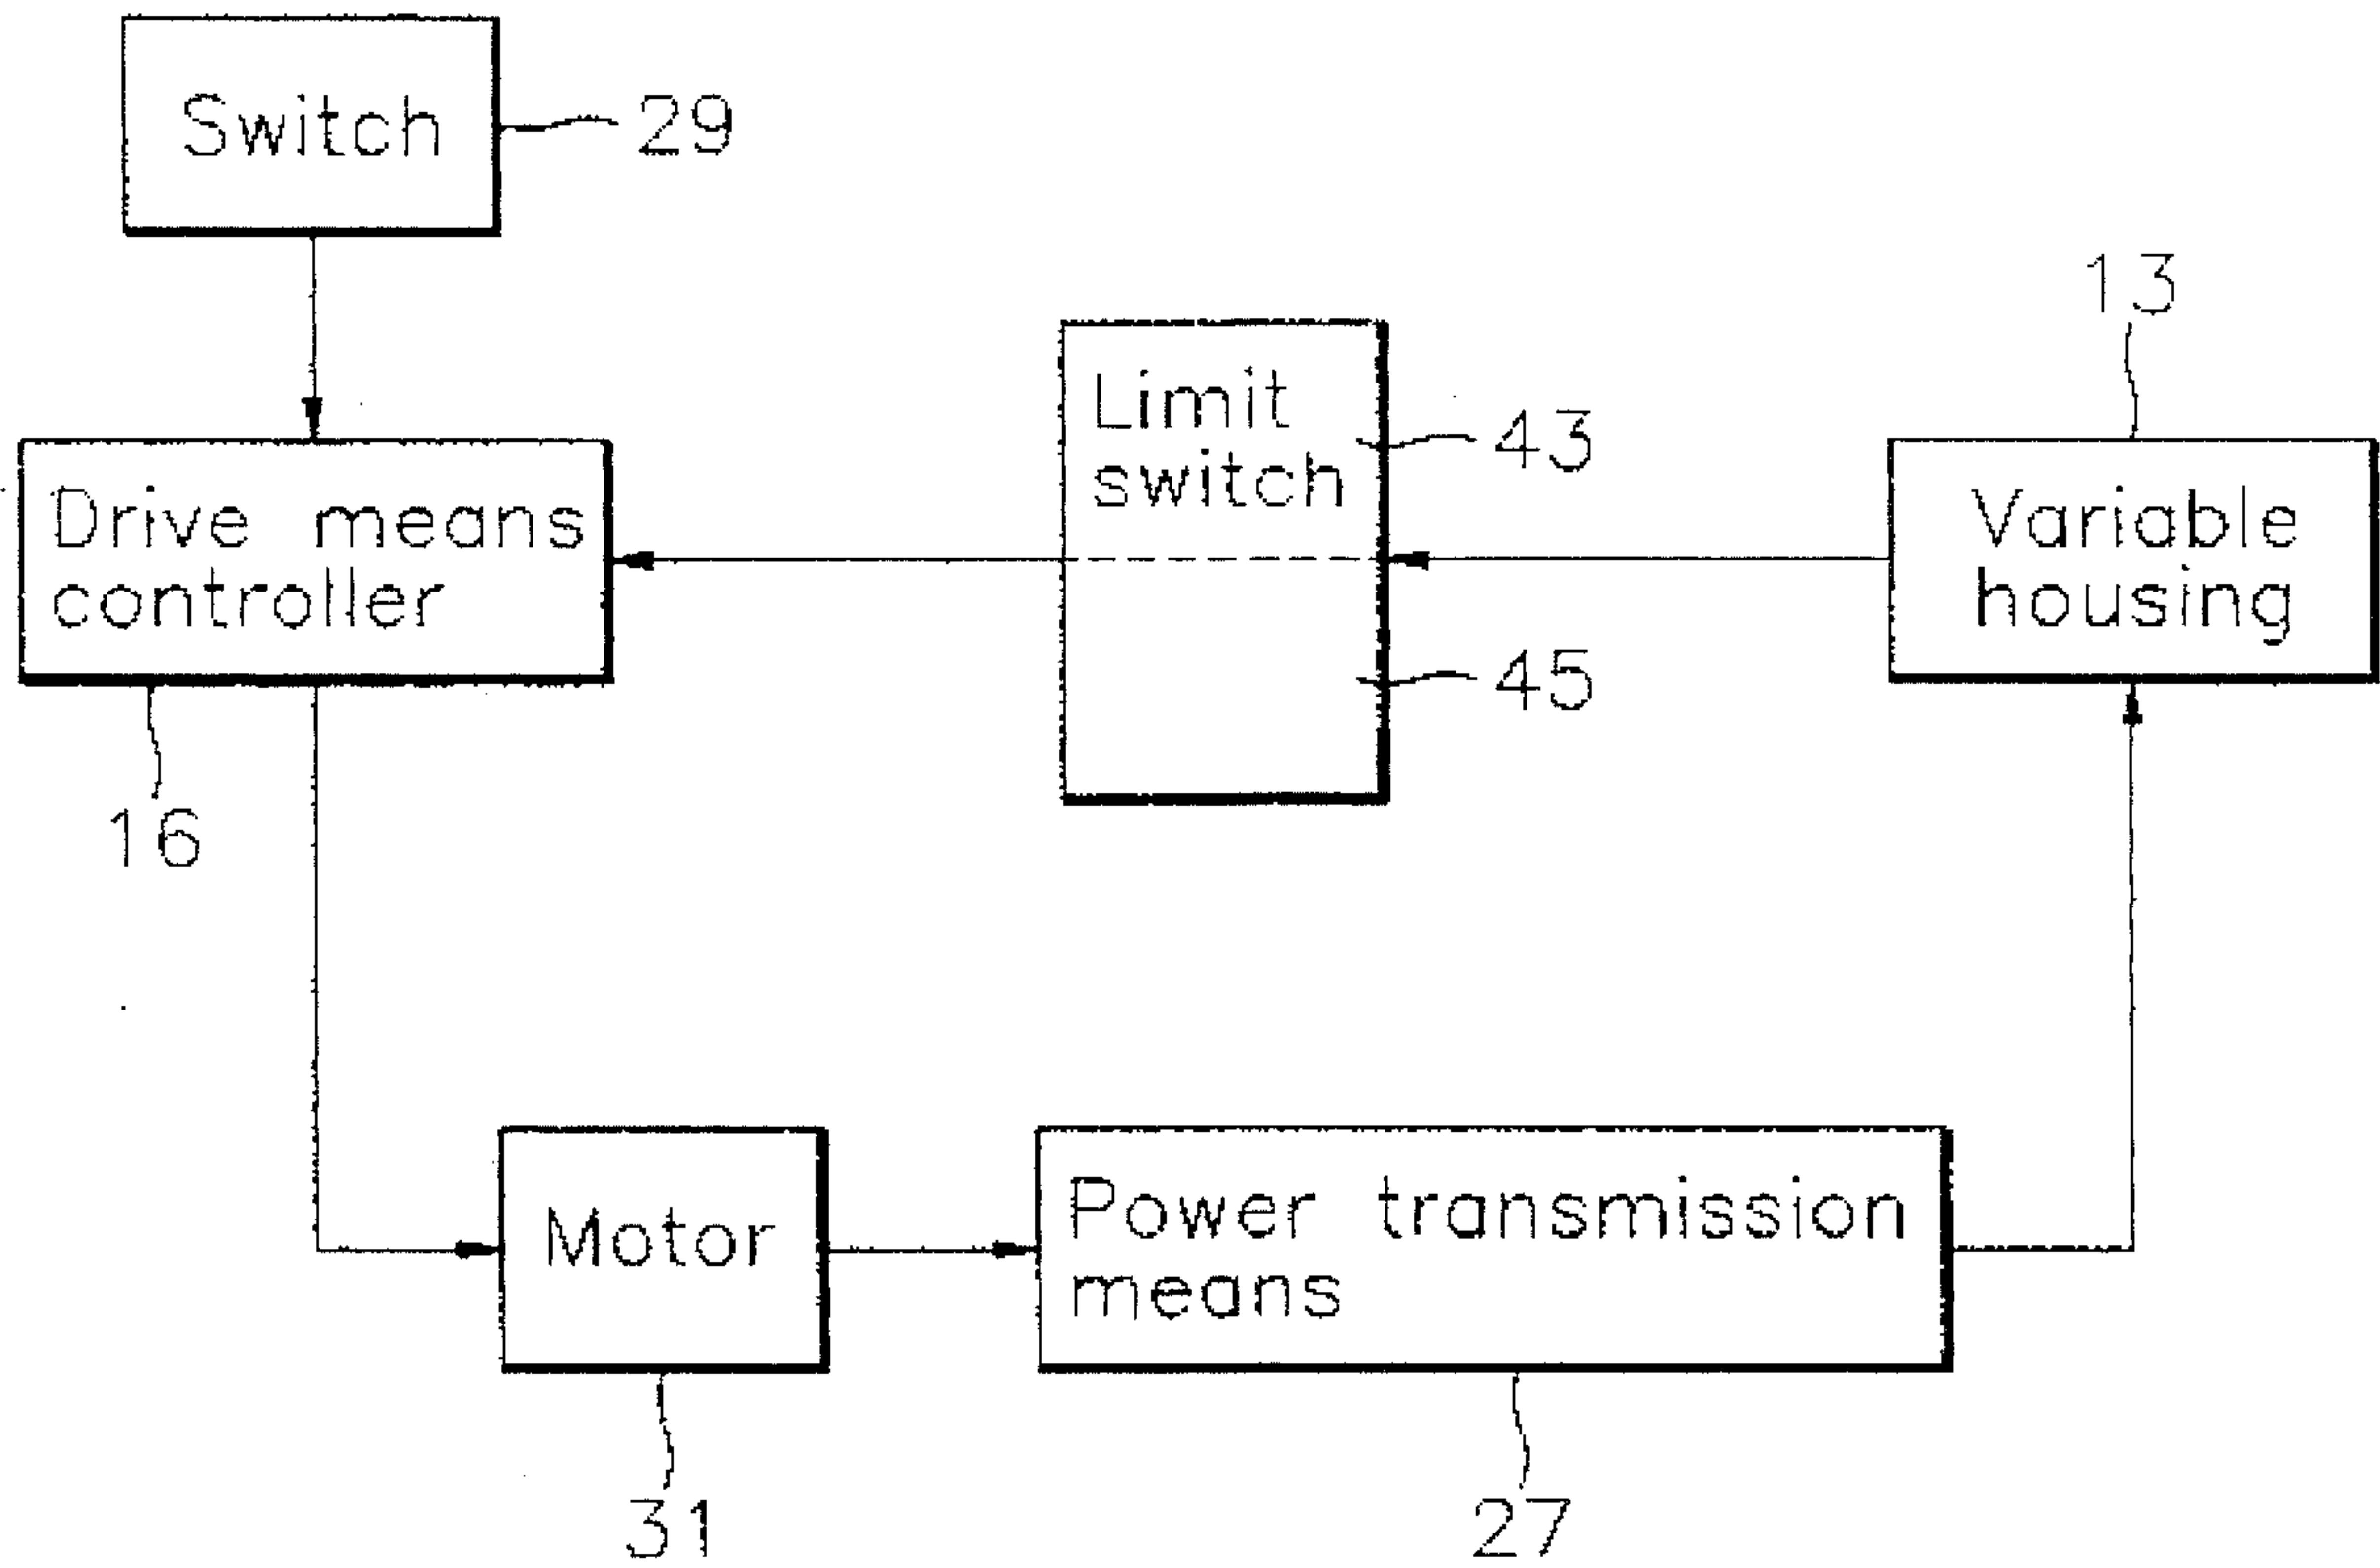 Switch
29
13
Limit
switch
43
45
Variable
housing
Drive means
controller
16
Motor
31
Power transmission
means
27